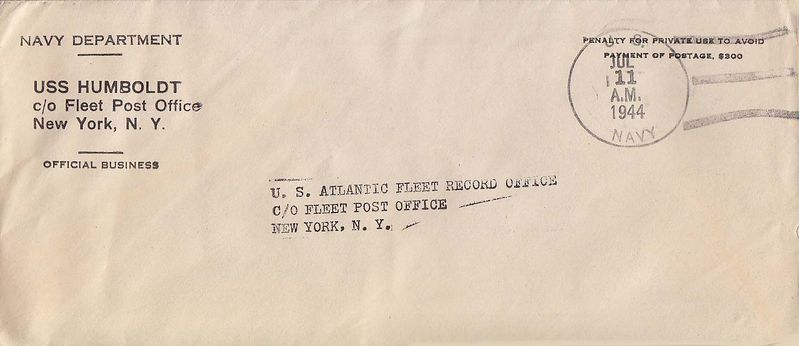 NAVY DEPARTMENT
USS HUMBOLDT
c/o Fleet Post Office
New York, N. Y.
OFFICIAL BUSINESS
PENALTY FOR PRIVATE USE TO AVOID
PAYMENT OF POSTAGE, $300
U. S.
JUL
11
A.M.
1944
NAVY
U. S. ATLANTIC FLEET RECORD OFFICE
C/O FLEET POST OFFICE
NEW YORK, N. Y.